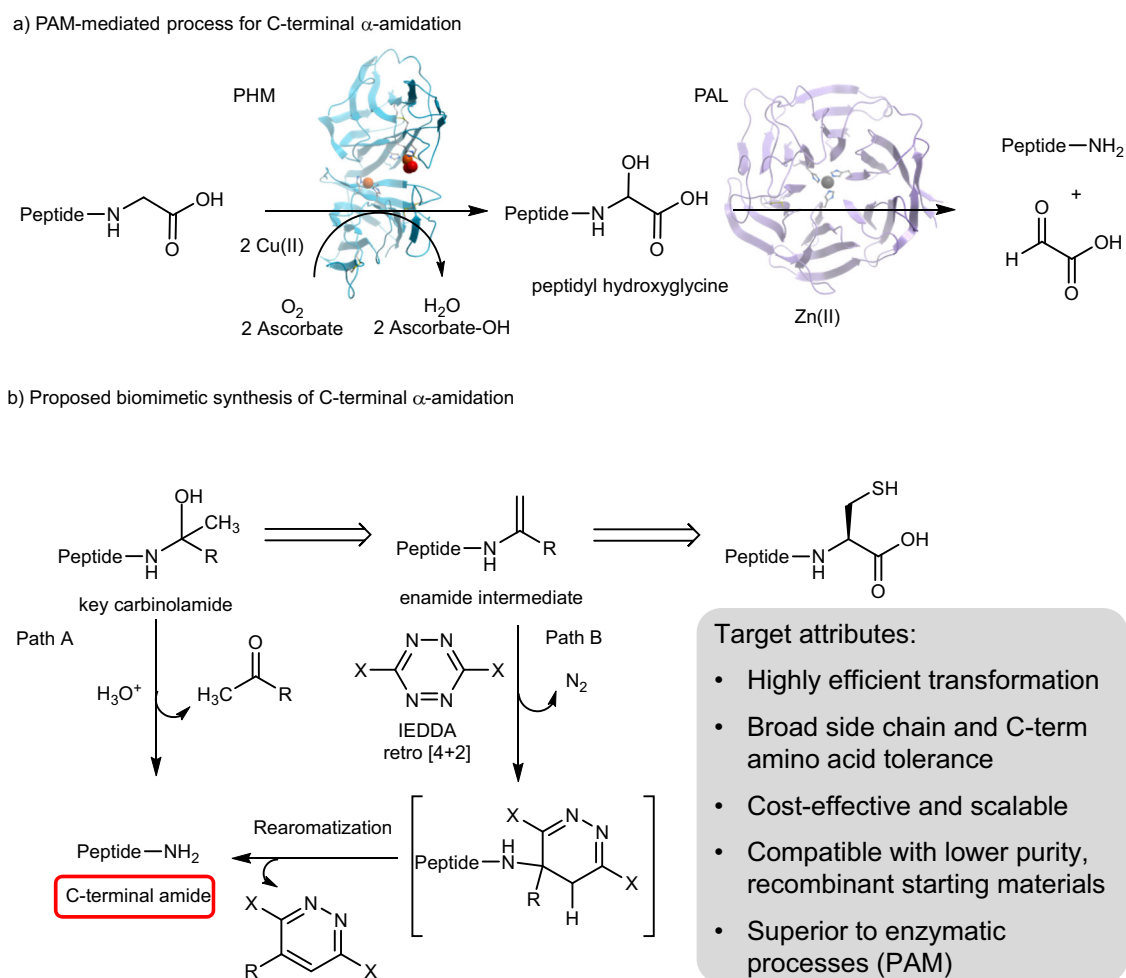 a) PAM-mediated process for C-terminal α-amidation
PHM
PAL
Peptide
N
H
OH
O
2 Cu(II)
O2
2 Ascorbate
H2O
2 Ascorbate-OH
OH
Peptide
N
H
OH
O
peptidyl hydroxyglycine
Zn(II)
Peptide—NH2
+
O
H
OH
O
b) Proposed biomimetic synthesis of C-terminal α-amidation
OH
CH3
Peptide
N
H
R
key carbinolamide
Peptide
N
H
R
enamide intermediate
SH
Peptide
N
H
OH
O
Path A
H3O+
O
H3C
R
N N
X
X
N N
IEDDA
retro [4+2]
Path B
N2
Peptide—NH2
C-terminal amide
Rearomatization
X
N
N
R
X
Peptide
H
N
X
N
N
R
H
X
Target attributes:
• Highly efficient transformation
• Broad side chain and C-term
amino acid tolerance
• Cost-effective and scalable
• Compatible with lower purity,
recombinant starting materials
• Superior to enzymatic
processes (PAM)